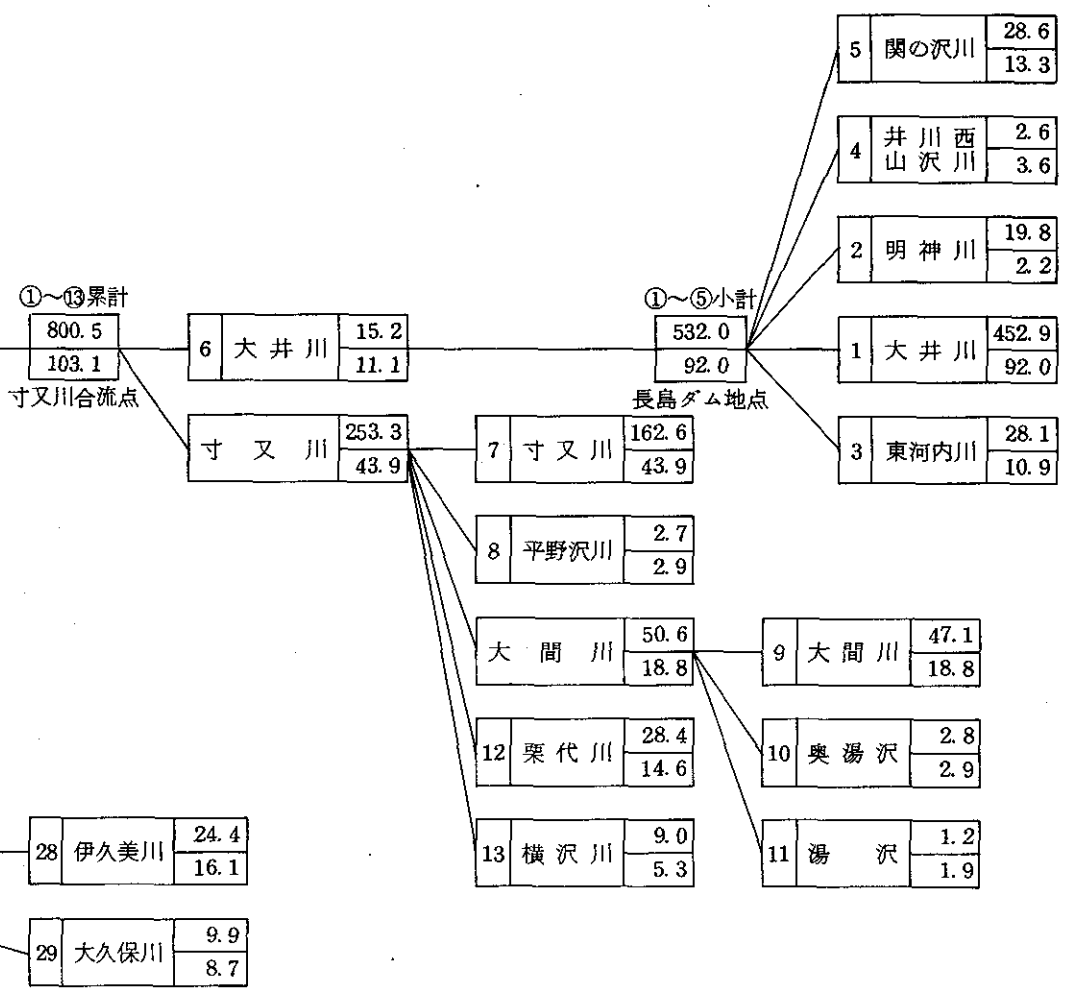 5 関の沢川 28.6
13.3
4 井川西 2.6
山沢川 3.6
2 明神川 19.8
2.2
①～⑬累計
800.5
103.1
寸又川合流点
6 大井川 15.2
11.1
①～⑤小計
532.0
92.0
長島ダム地点
1 大井川 452.9
92.0
寸又川 253.3
43.9
7 寸又川 162.6
43.9
3 東河内川 28.1
10.9
8 平野沢川 2.7
2.9
大間川 50.6
18.8
9 大間川 47.1
18.8
12 栗代川 28.4
14.6
10 奥湯沢 2.8
2.9
28 伊久美川 24.4
16.1
13 横沢川 9.0
5.3
11 湯沢 1.2
1.9
29 大久保川 9.9
8.7